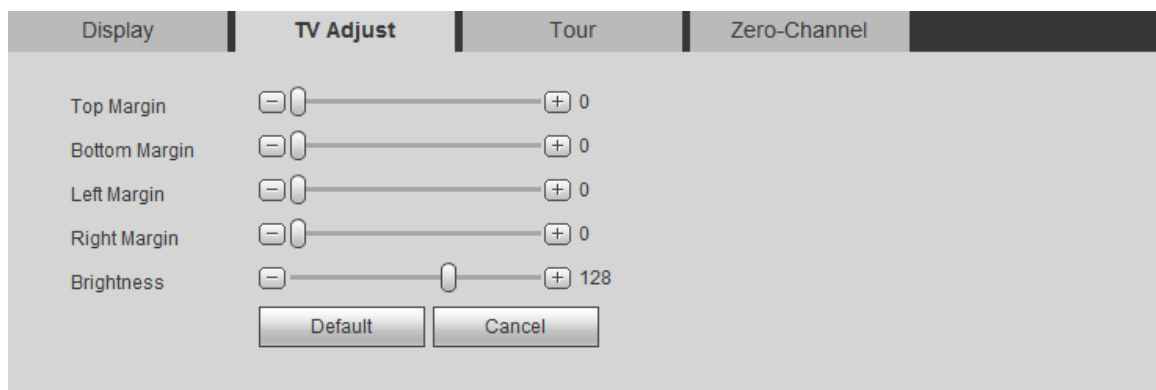 Display TV Adjust Tour Zero-Channel
Top Margin 0
Bottom Margin 0
Left Margin 0
Right Margin 0
Brightness 128
Default Cancel